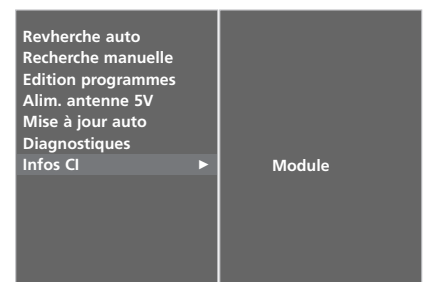 Revherche auto
Recherche manuelle
Edition programmes
Alim. antenne 5V
Mise à jour auto
Diagnostiques
Infos CI ►
Module